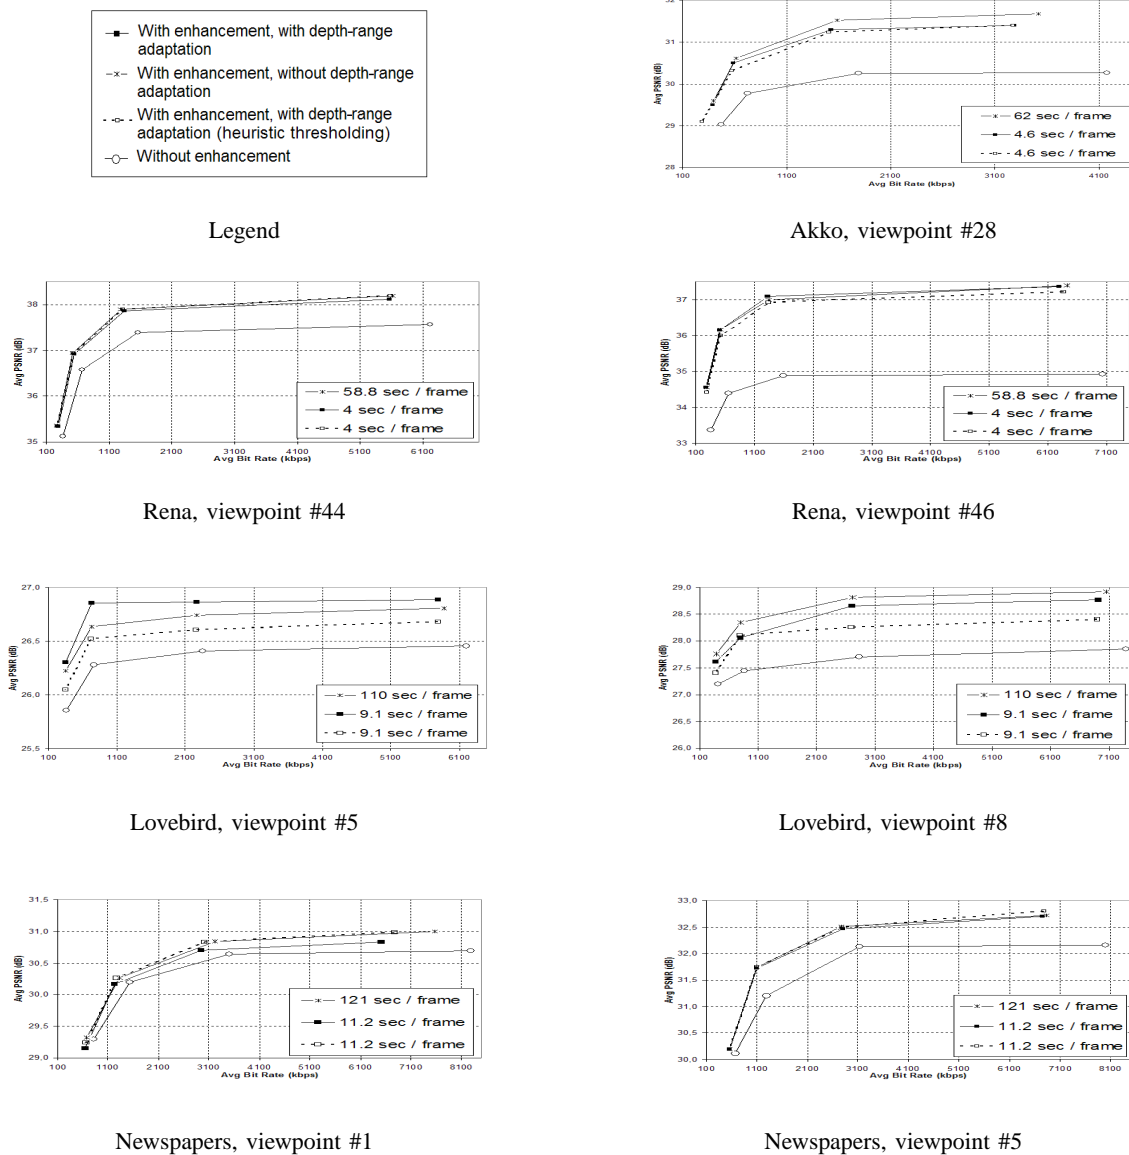 With enhancement, with depth-range
adaptation
With enhancement, without depth-range
adaptation
With enhancement, with depth-range
adaptation (heuristic thresholding)
Without enhancement
Legend
32
31
30
29
28
Avg PSNR (dB)
62 sec / frame
4.6 sec / frame
4.6 sec / frame
100 1100 2100 3100 4100
Avg Bit Rate (kbps)
Akko, viewpoint #28
38
37
36
35
Avg PSNR (dB)
58.8 sec / frame
4 sec / frame
4 sec / frame
100 1100 2100 3100 4100 5100 6100
Avg Bit Rate (kbps)
Rena, viewpoint #44
37
36
35
34
33
Avg PSNR (dB)
58.8 sec / frame
4 sec / frame
4 sec / frame
100 1100 2100 3100 4100 5100 6100 7100
Avg Bit Rate (kbps)
Rena, viewpoint #46
27,0
26,5
26,0
25,5
Avg PSNR (dB)
110 sec / frame
9.1 sec / frame
9.1 sec / frame
100 1100 2100 3100 4100 5100 6100
Avg Bit Rate (kbps)
Lovebird, viewpoint #5
29,0
28,5
28,0
27,5
27,0
26,5
26,0
Avg PSNR (dB)
110 sec / frame
9.1 sec / frame
9.1 sec / frame
100 1100 2100 3100 4100 5100 6100 7100
Avg Bit Rate (kbps)
Lovebird, viewpoint #8
31,5
31,0
30,5
30,0
29,5
29,0
Avg PSNR (dB)
121 sec / frame
11.2 sec / frame
11.2 sec / frame
100 1100 2100 3100 4100 5100 6100 7100 8100
Avg Bit Rate (kbps)
Newspapers, viewpoint #1
33,0
32,5
32,0
31,5
31,0
30,5
30,0
Avg PSNR (dB)
121 sec / frame
11.2 sec / frame
11.2 sec / frame
100 1100 2100 3100 4100 5100 6100 7100 8100
Avg Bit Rate (kbps)
Newspapers, viewpoint #5